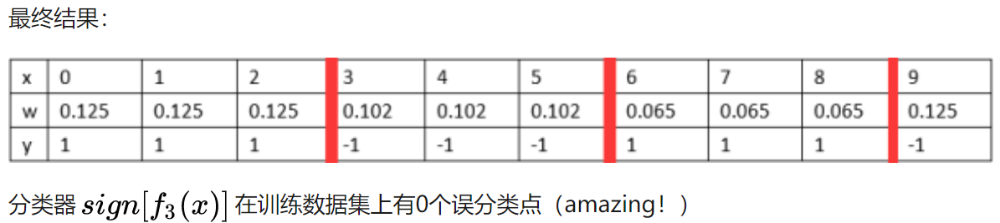 最终结果：
x 0 1 2 3 4 5 6 7 8 9
w 0.125 0.125 0.125 0.102 0.102 0.102 0.065 0.065 0.065 0.125
y 1 1 1 -1 -1 -1 1 1 1 -1
分类器 sign[f₃(x)] 在训练数据集上有0个误分类点（amazing！）